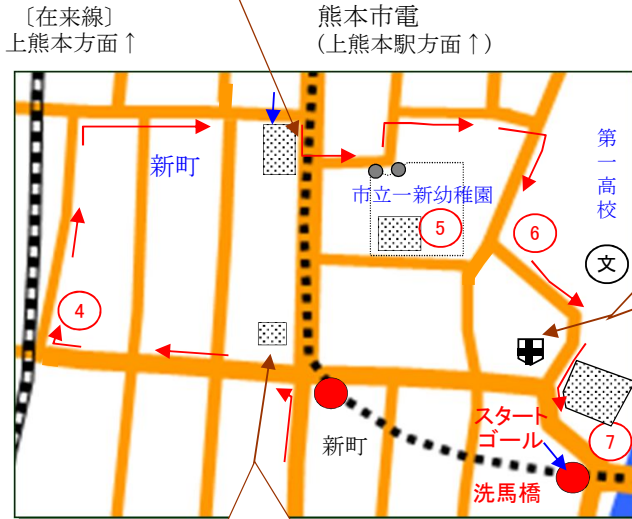 〔在来線〕
上熊本方面↑
熊本市電
(上熊本駅方面↑)
新町
市立一新幼稚園
第一高校
文
④
⑤
⑥
⑦
新町
スタート
ゴール
洗馬橋